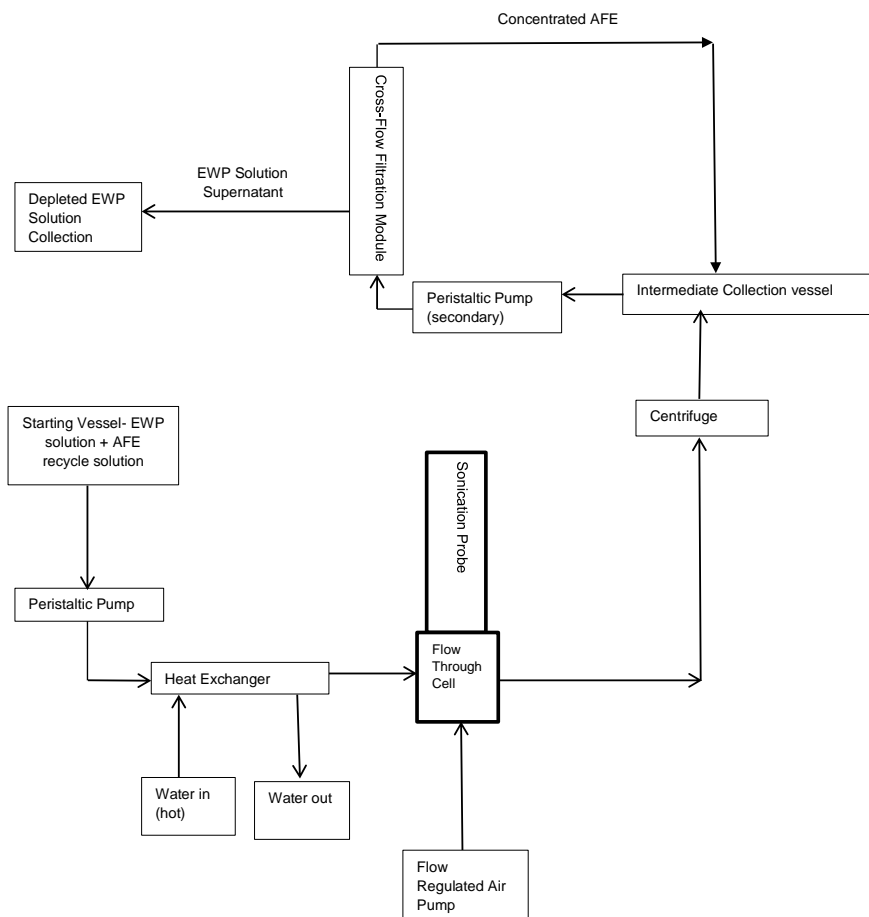 Concentrated AFE
Cross-Flow Filtration Module
EWP Solution
Supernatant
Depleted EWP
Solution
Collection
Peristaltic Pump
(secondary)
Intermediate Collection vessel
Centrifuge
Starting Vessel- EWP
solution + AFE
recycle solution
Sonication Probe
Peristaltic Pump
Flow
Through
Cell
Heat Exchanger
Water in
(hot)
Water out
Flow
Regulated Air
Pump